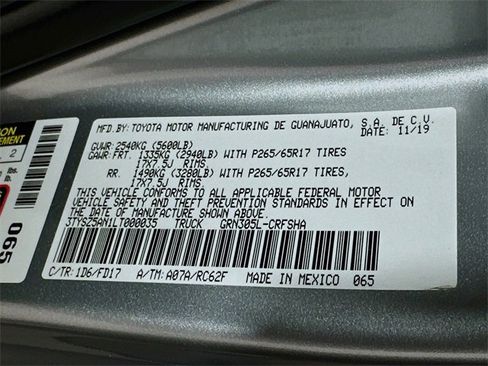 MFD.BY: TOYOTA MOTOR MANUFACTURING DE GUANAJUATO, S.A. DE C.V.
GVWR: 2540KG (5600LB) DATE: 11/19
GAWR: FRT. 1335KG (2940LB) WITH P265/65R17 TIRES
17X7.5J RIMS.
RR. 1490KG (3280LB) WITH P265/65R17 TIRES,
17X7.5J RIMS,
THIS VEHICLE CONFORMS TO ALL APPLICABLE FEDERAL MOTOR
VEHICLE SAFETY AND THEFT PREVENTION STANDARDS IN EFFECT ON
THE DATE OF MANUFACTURE SHOWN ABOVE.
3TYSZ5AN1LT000035 TRUCK GRN305L-CRFSHA
C/TR: 1D6/FD17 A/TM: A07A/RC62F MADE IN MEXICO 065
065
2
lbs.